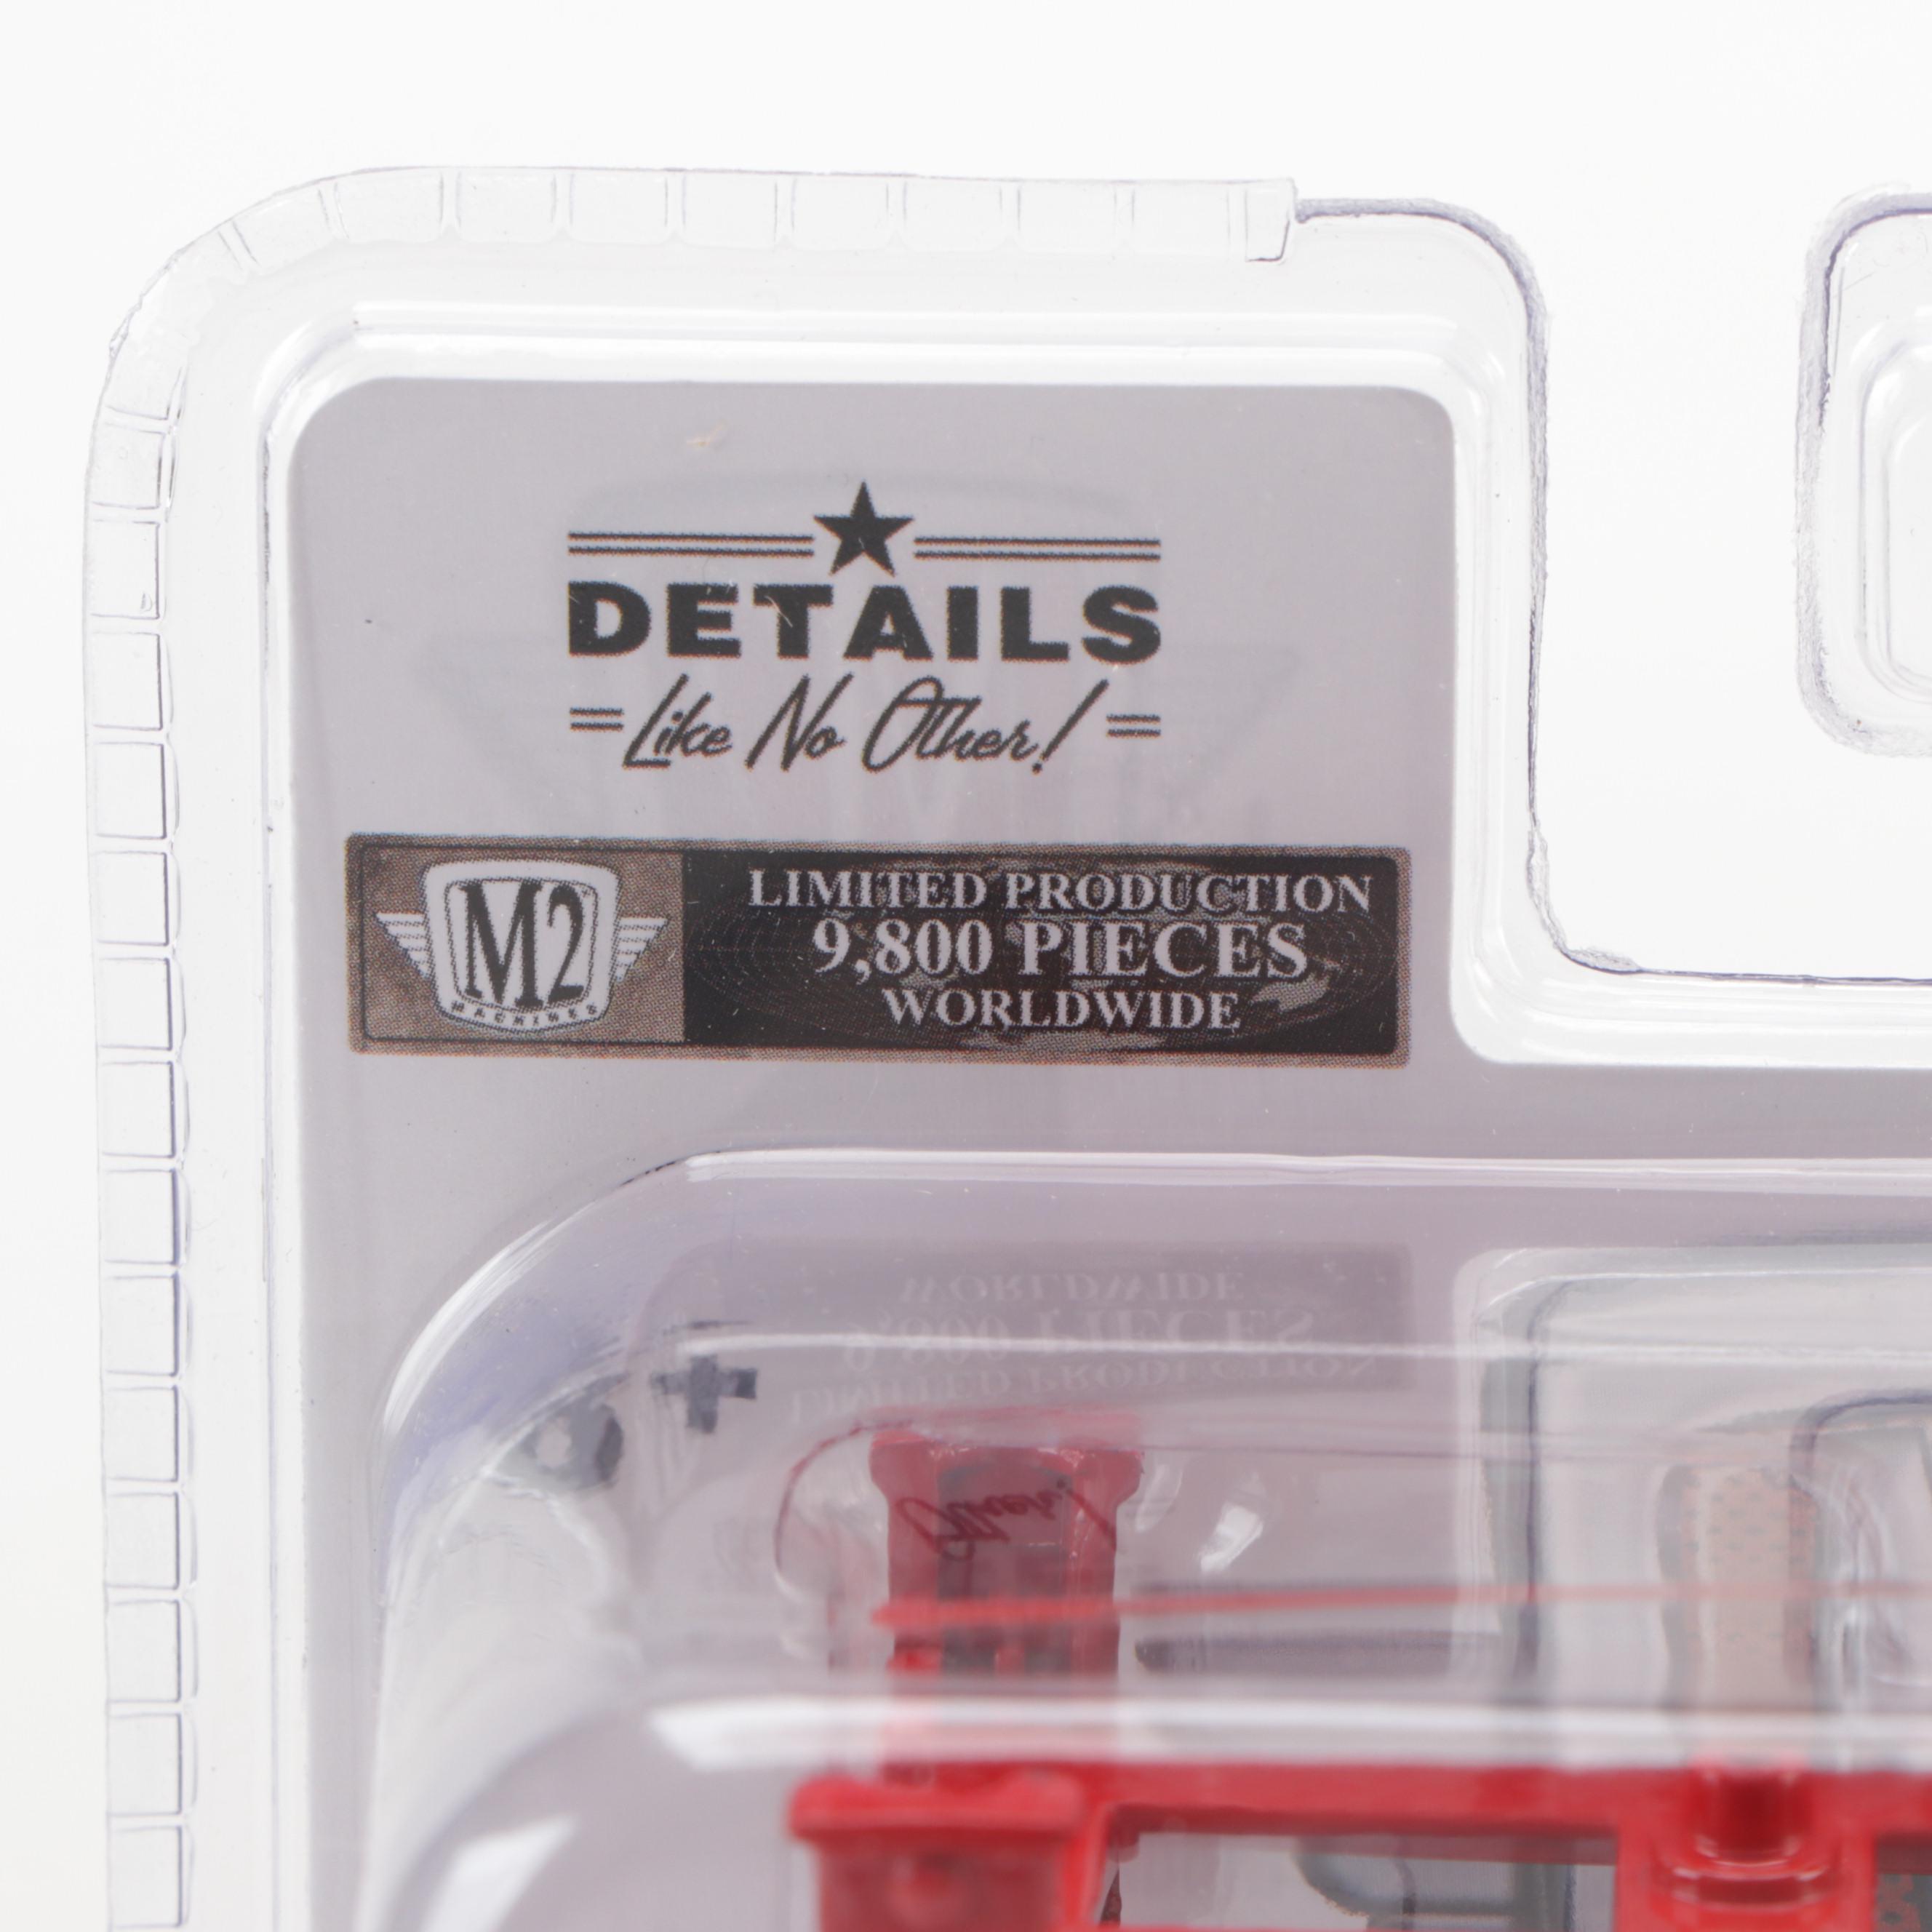 DETAILS
Like No Other!
M2
MACHINES
LIMITED PRODUCTION
9,800 PIECES
WORLDWIDE